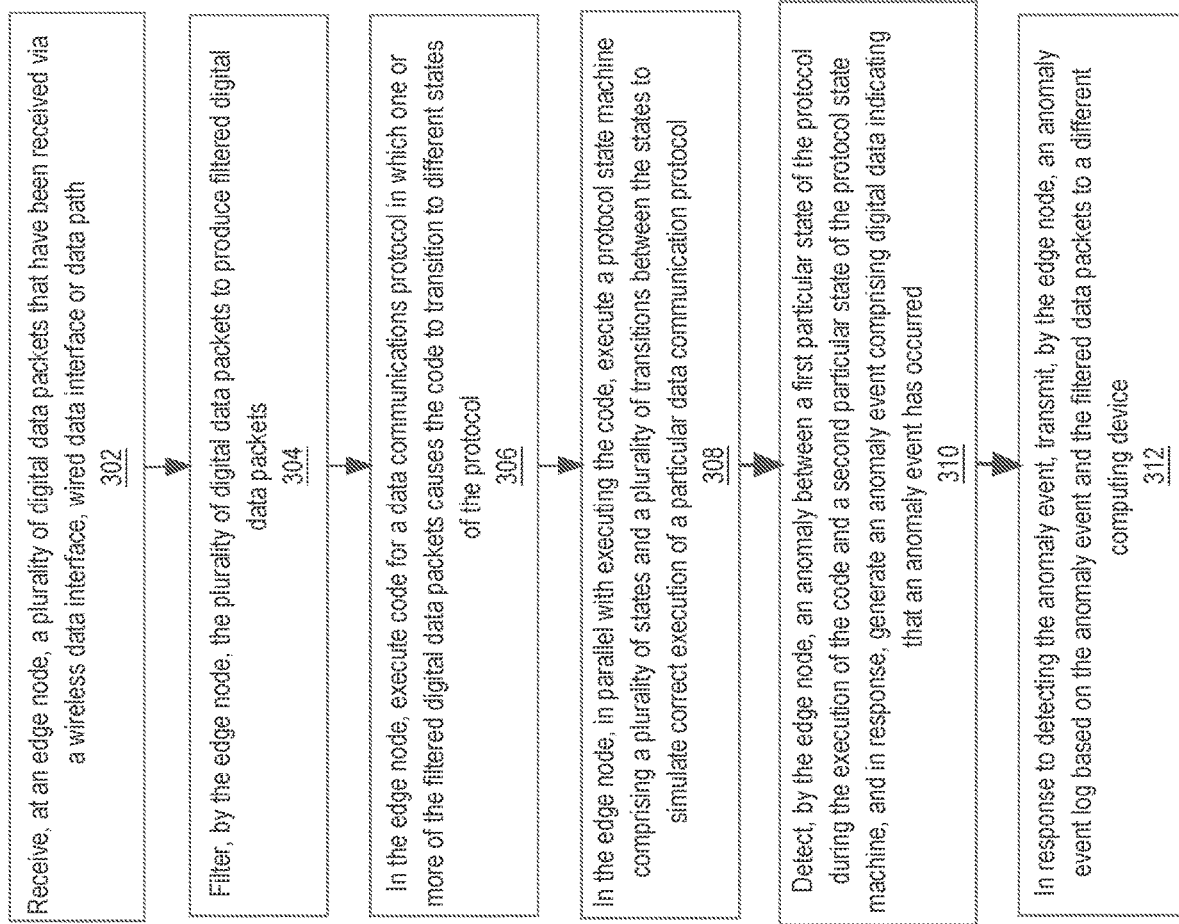 Receive, at an edge node, a plurality of digital data packets that have been received via
a wireless data interface, wired data interface or data path
302
Filter, by the edge node, the plurality of digital data packets to produce filtered digital
data packets
304
In the edge node, execute code for a data communications protocol in which one or
more of the filtered digital data packets causes the code to transition to different states
of the protocol
306
In the edge node, in parallel with executing the code, execute a protocol state machine
comprising a plurality of states and a plurality of transitions between the states to
simulate correct execution of a particular data communication protocol
308
Detect, by the edge node, an anomaly between a first particular state of the protocol
during the execution of the code and a second particular state of the protocol state
machine, and in response, generate an anomaly event comprising digital data indicating
that an anomaly event has occurred
310
In response to detecting the anomaly event, transmit, by the edge node, an anomaly
event log based on the anomaly event and the filtered data packets to a different
computing device
312